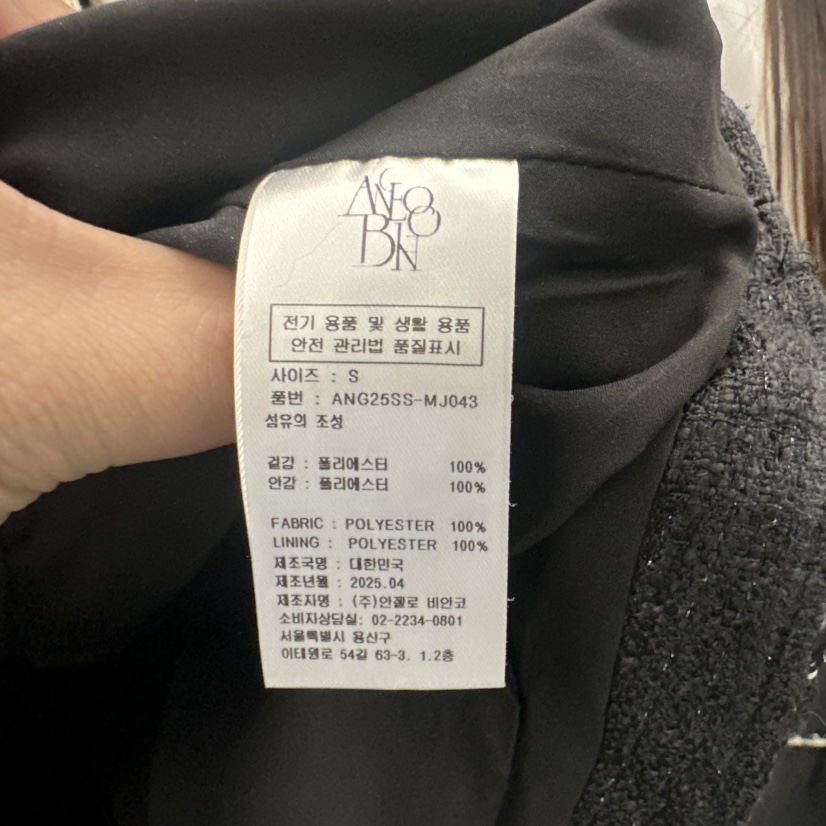 전기 용품 및 생활 용품
안전 관리법 품질표시
사이즈 : S
품번 : ANG25SS-MJ043
섬유의 조성
겉감 : 폴리에스터 100%
안감 : 폴리에스터 100%
FABRIC : POLYESTER 100%
LINING : POLYESTER 100%
제조국명 : 대한민국
제조년월 : 2025.04
제조자명 : (주)안젤로 비안코
소비자상담실: 02-2234-0801
서울특별시 용산구
이태원로 54길 63-3, 1.2층